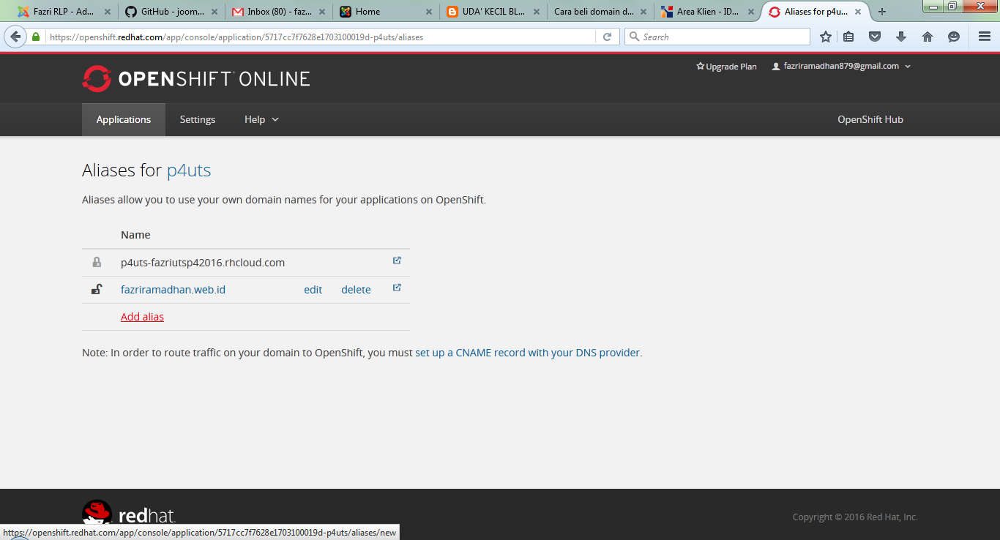 Fazri RLP - Ad...
GitHub - joom...
Inbox (80) - faz...
Home
UDA' KECIL BL...
Cara beli domain d...
Area Klien - ID...
Aliases for p4u...
https://openshift.redhat.com/app/console/application/5717cc7f7628e1703100019d-p4uts/aliases
Search
OPENSHIFT ONLINE
Upgrade Plan
fazriramadhan879@gmail.com
Applications
Settings
Help
OpenShift Hub
Aliases for p4uts
Aliases allow you to use your own domain names for your applications on OpenShift.
Name
p4uts-fazriutsp42016.rhcloud.com
fazriramadhan.web.id edit delete
Add alias
Note: In order to route traffic on your domain to OpenShift, you must set up a CNAME record with your DNS provider.
redhat.
Copyright © 2016 Red Hat, Inc.
https://openshift.redhat.com/app/console/application/5717cc7f7628e1703100019d-p4uts/aliases/new